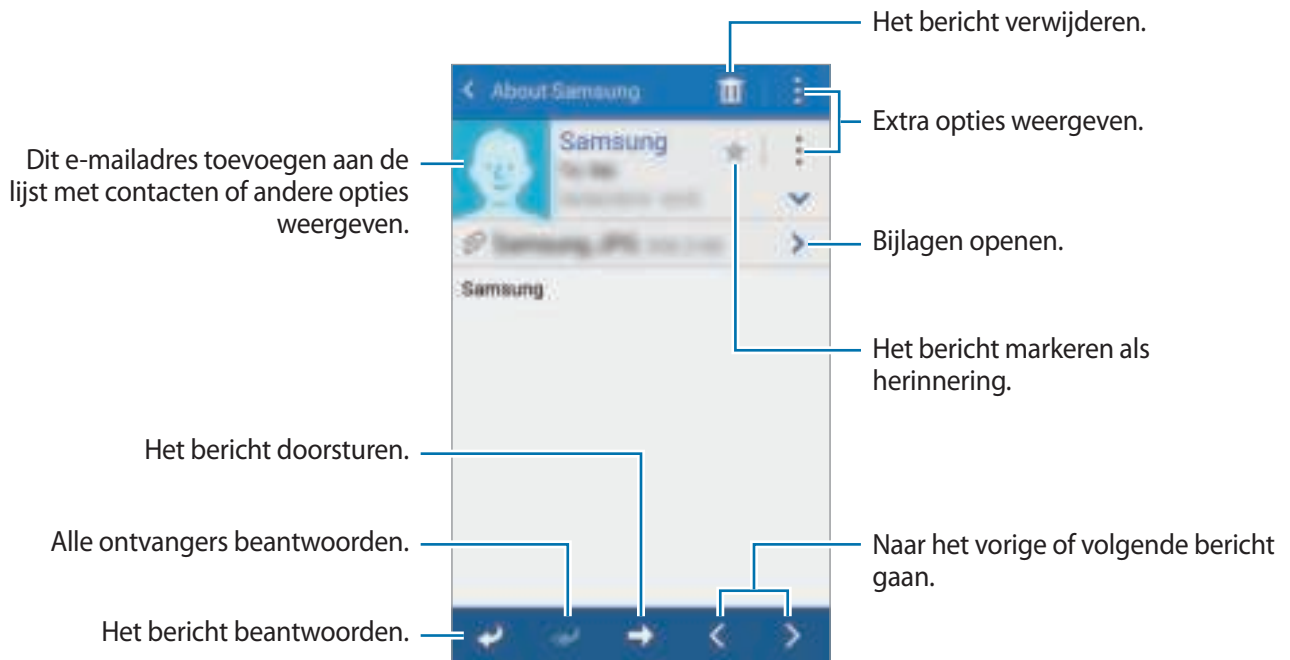 Het bericht verwijderen.
About Samsung
Extra opties weergeven.
Samsung
Dit e-mailadres toevoegen aan de
lijst met contacten of andere opties
weergeven.
Samsung.JPG
Bijlagen openen.
Samsung
Het bericht markeren als
herinnering.
Het bericht doorsturen.
Alle ontvangers beantwoorden.
Naar het vorige of volgende bericht
gaan.
Het bericht beantwoorden.